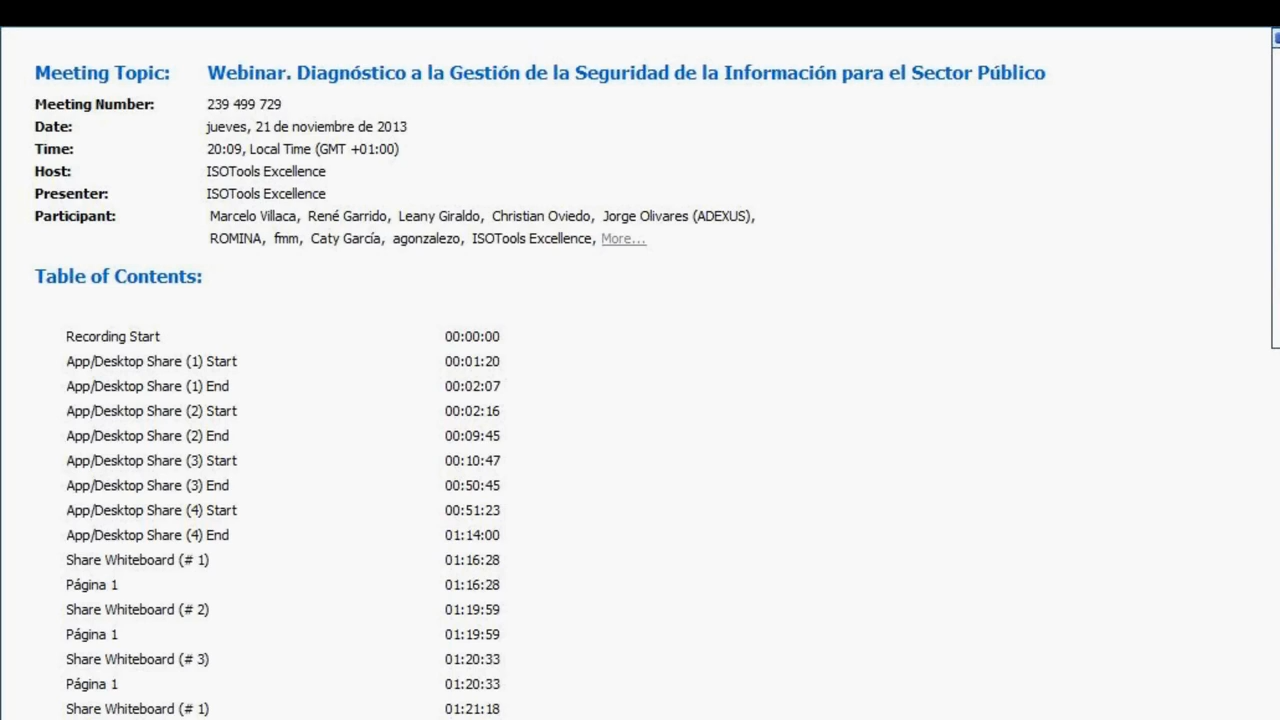 Meeting Topic: Webinar. Diagnóstico a la Gestión de la Seguridad de la Información para el Sector Público
Meeting Number: 239 499 729
Date: jueves, 21 de noviembre de 2013
Time: 20:09, Local Time (GMT +01:00)
Host: ISOTools Excellence
Presenter: ISOTools Excellence
Participant: Marcelo Villaca, René Garrido, Leany Giraldo, Christian Oviedo, Jorge Olivares (ADEXUS),
ROMINA, fmm, Caty García, agonzalezo, ISOTools Excellence, More...
Table of Contents:
Recording Start 00:00:00
App/Desktop Share (1) Start 00:01:20
App/Desktop Share (1) End 00:02:07
App/Desktop Share (2) Start 00:02:16
App/Desktop Share (2) End 00:09:45
App/Desktop Share (3) Start 00:10:47
App/Desktop Share (3) End 00:50:45
App/Desktop Share (4) Start 00:51:23
App/Desktop Share (4) End 01:14:00
Share Whiteboard (# 1) 01:16:28
Página 1 01:16:28
Share Whiteboard (# 2) 01:19:59
Página 1 01:19:59
Share Whiteboard (# 3) 01:20:33
Página 1 01:20:33
Share Whiteboard (# 1) 01:21:18